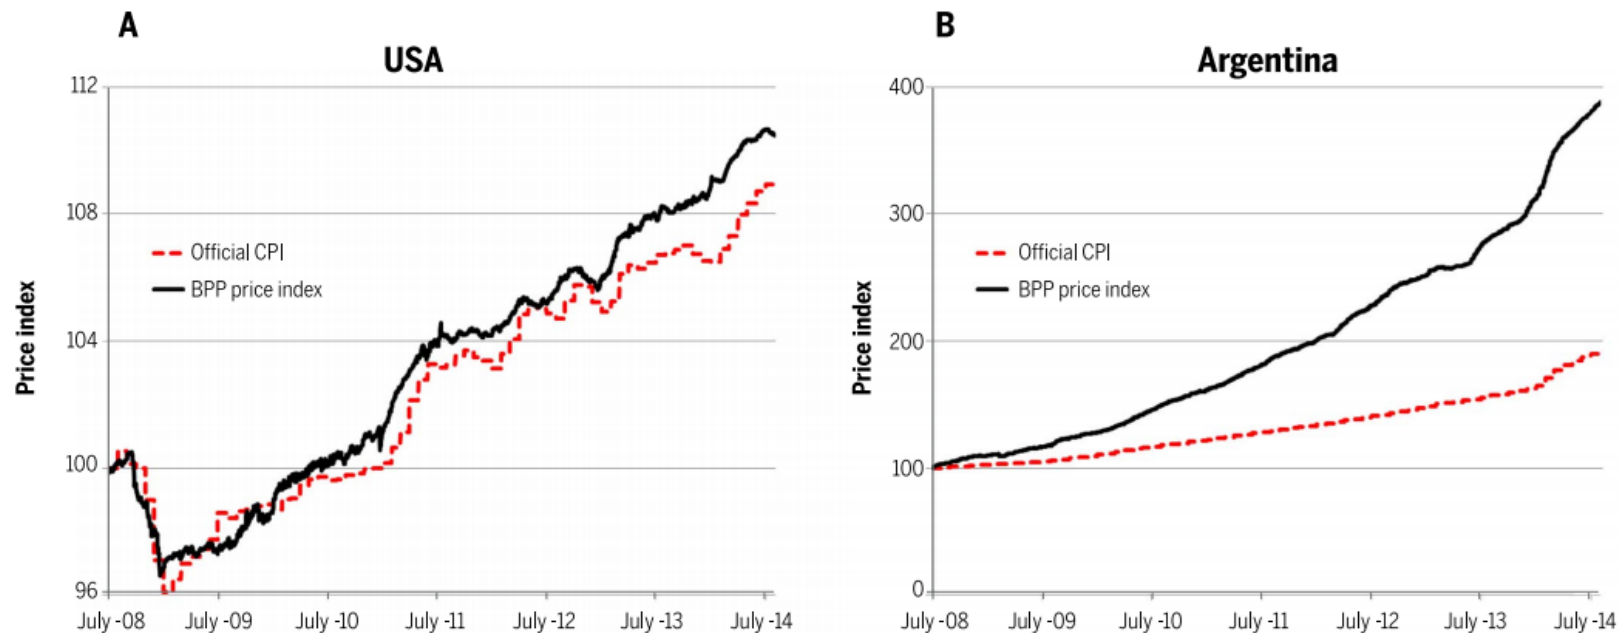 A
USA
Price index
112
108
104
100
96
Official CPI
BPP price index
July -08
July -09
July -10
July -11
July -12
July -13
July -14
B
Argentina
Price index
400
300
200
100
0
Official CPI
BPP price index
July -08
July -09
July -10
July -11
July -12
July -13
July -14